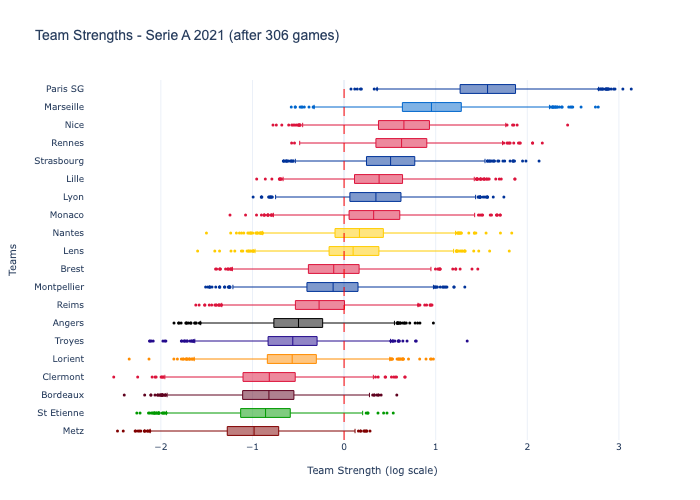 Team Strengths - Serie A 2021 (after 306 games)
Teams
Paris SG
Marseille
Nice
Rennes
Strasbourg
Lille
Lyon
Monaco
Nantes
Lens
Brest
Montpellier
Reims
Angers
Troyes
Lorient
Clermont
Bordeaux
St Etienne
Metz
−2 −1 0 1 2 3
Team Strength (log scale)